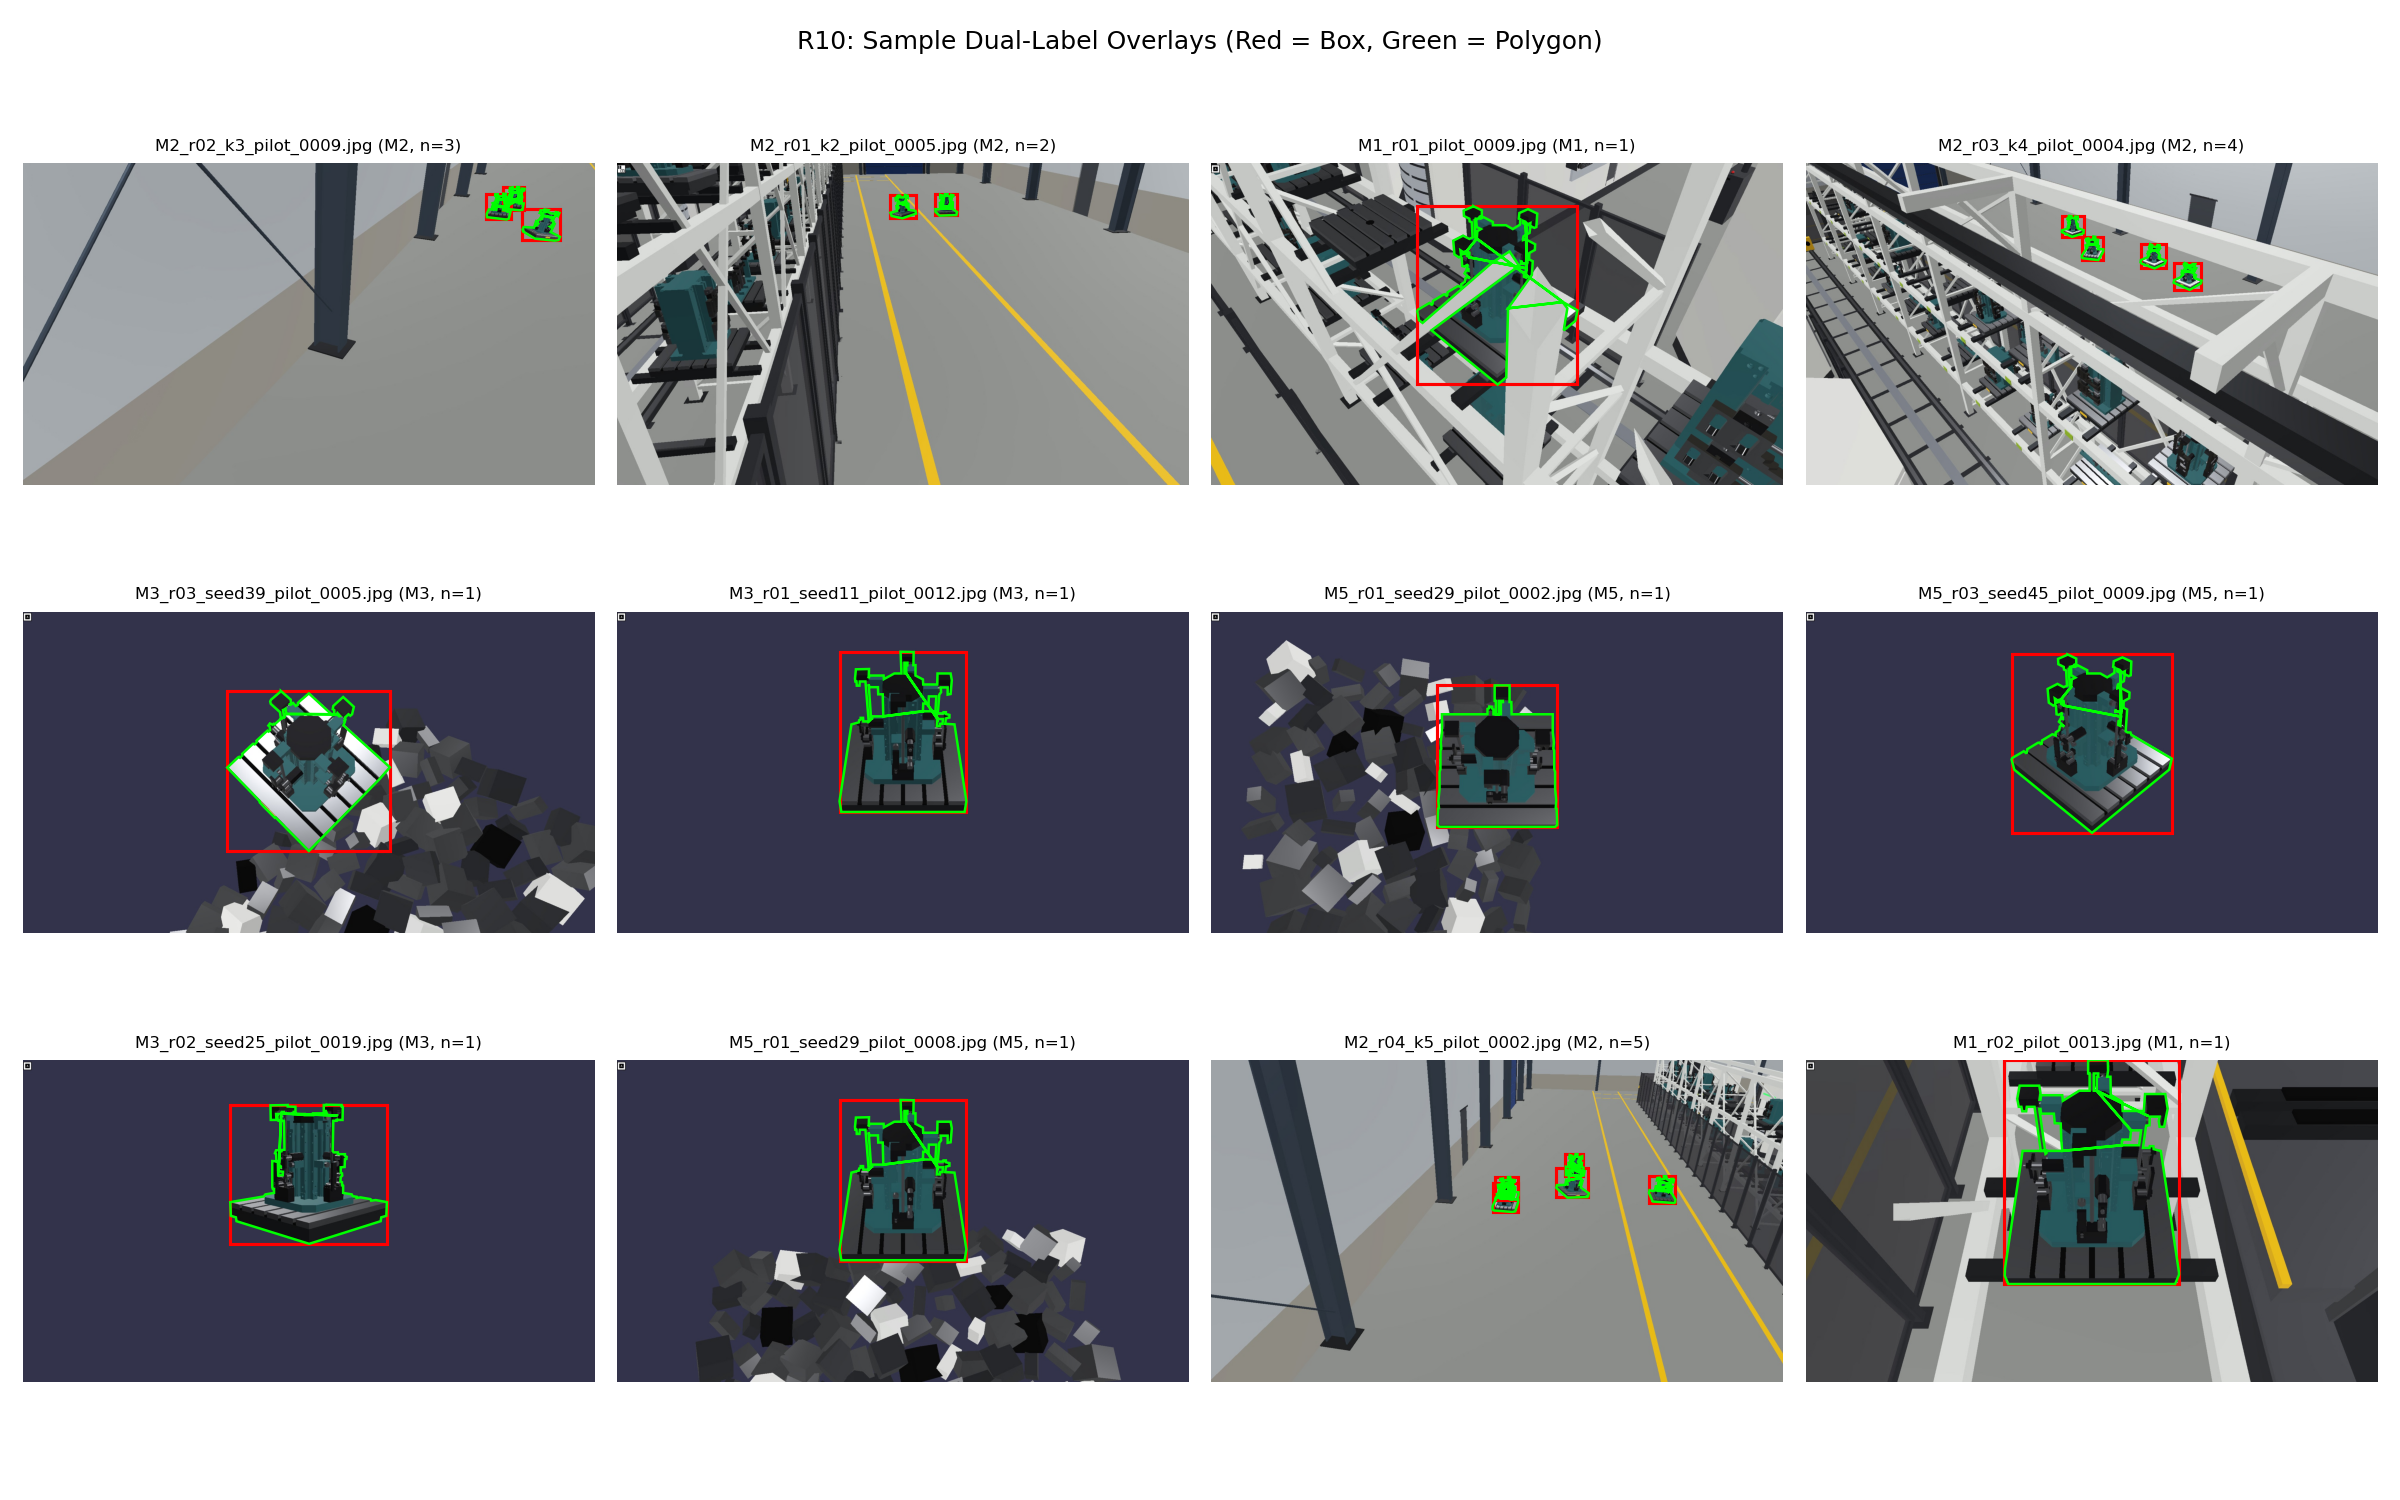 R10: Sample Dual-Label Overlays (Red = Box, Green = Polygon)
M2_r02_k3_pilot_0009.jpg (M2, n=3)
M2_r01_k2_pilot_0005.jpg (M2, n=2)
M1_r01_pilot_0009.jpg (M1, n=1)
M2_r03_k4_pilot_0004.jpg (M2, n=4)
M3_r03_seed39_pilot_0005.jpg (M3, n=1)
M3_r01_seed11_pilot_0012.jpg (M3, n=1)
M5_r01_seed29_pilot_0002.jpg (M5, n=1)
M5_r03_seed45_pilot_0009.jpg (M5, n=1)
M3_r02_seed25_pilot_0019.jpg (M3, n=1)
M5_r01_seed29_pilot_0008.jpg (M5, n=1)
M2_r04_k5_pilot_0002.jpg (M2, n=5)
M1_r02_pilot_0013.jpg (M1, n=1)